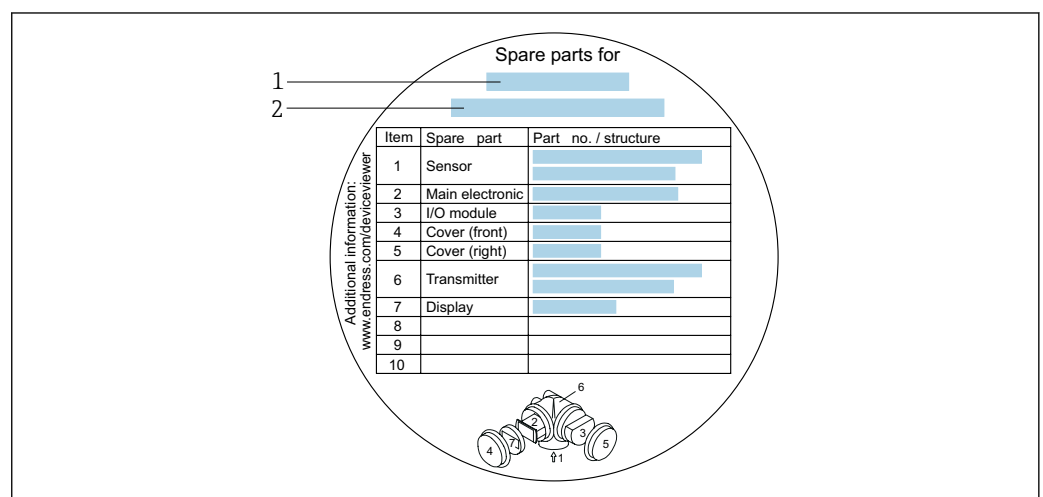 Spare parts for
1
2
Additional information:
www.endress.com/deviceviewer
Item Spare part Part no. / structure
1 Sensor
2 Main electronic
3 I/O module
4 Cover (front)
5 Cover (right)
6 Transmitter
7 Display
8
9
10
6
2
3
7
4
5
1